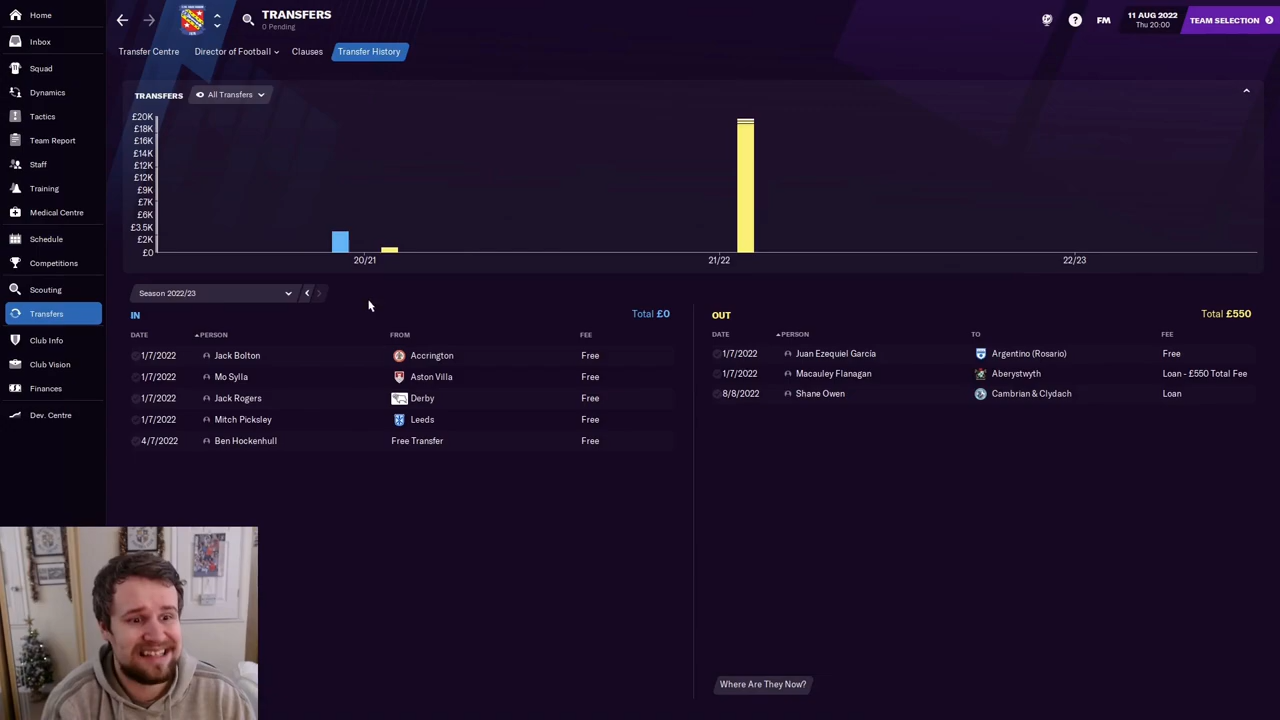 Home
Inbox
Squad
Dynamics
Tactics
Team Report
Staff
Training
Medical Centre
Schedule
Competitions
Scouting
Transfers
Club Info
Club Vision
Finances
Dev. Centre
TRANSFERS
0 Pending
FM
11 AUG 2022
Thu 20:00
TEAM SELECTION
Transfer Centre Director of Football Clauses Transfer History
TRANSFERS All Transfers
£20K
£18K
£16K
£14K
£12K
£9K
£7K
£6K
£3.5K
£2K
£0
20/21 21/22 22/23
Season 2022/23
IN Total £0
DATE PERSON FROM FEE
1/7/2022 Jack Bolton Accrington Free
1/7/2022 Mo Sylla Aston Villa Free
1/7/2022 Jack Rogers Derby Free
1/7/2022 Mitch Picksley Leeds Free
4/7/2022 Ben Hockenhull Free Transfer Free
OUT Total £550
DATE PERSON TO FEE
1/7/2022 Juan Ezequiel García Argentino (Rosario) Free
1/7/2022 Macauley Flanagan Aberystwyth Loan - £550 Total Fee
8/8/2022 Shane Owen Cambrian & Clydach Loan
Where Are They Now?